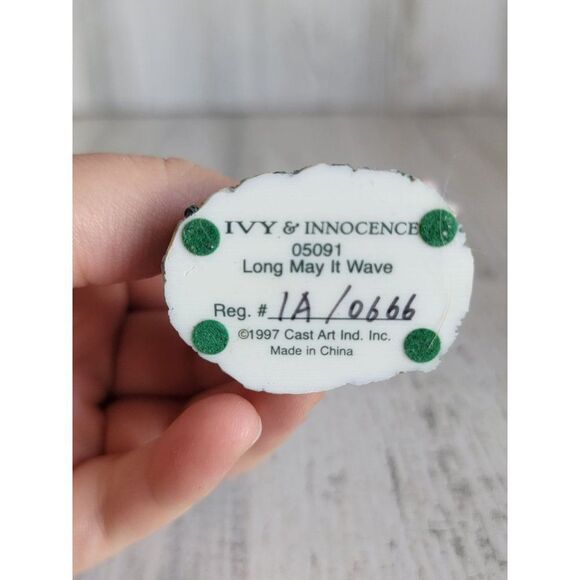 IVY & INNOCENCE
05091
Long May It Wave
Reg. # 1A/0666
©1997 Cast Art Ind. Inc.
Made in China